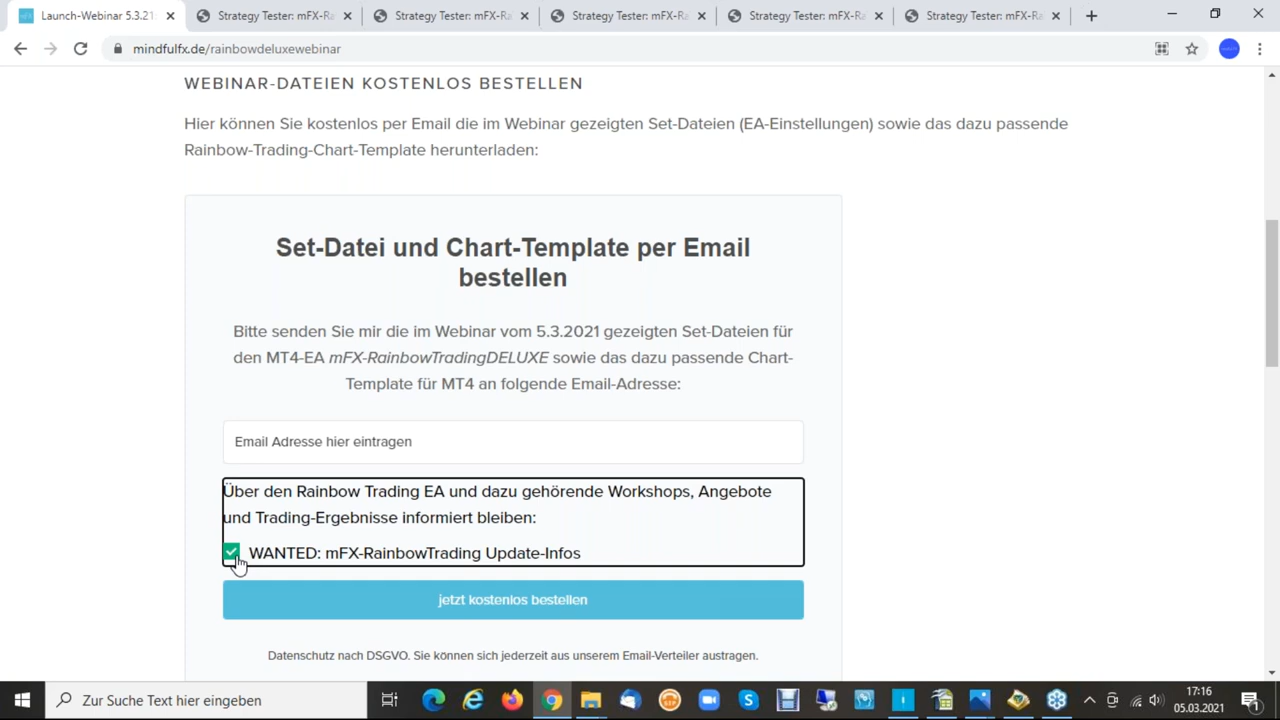 Launch-Webinar 5.3.21
Strategy Tester: mFX-Ra
Strategy Tester: mFX-Ra
Strategy Tester: mFX-Ra
Strategy Tester: mFX-Ra
Strategy Tester: mFX-Ra
mindfulfx.de/rainbowdeluxewebinar
WEBINAR-DATEIEN KOSTENLOS BESTELLEN
Hier können Sie kostenlos per Email die im Webinar gezeigten Set-Dateien (EA-Einstellungen) sowie das dazu passende
Rainbow-Trading-Chart-Template herunterladen:
Set-Datei und Chart-Template per Email
bestellen
Bitte senden Sie mir die im Webinar vom 5.3.2021 gezeigten Set-Dateien für
den MT4-EA mFX-RainbowTradingDELUXE sowie das dazu passende Chart-
Template für MT4 an folgende Email-Adresse:
Email Adresse hier eintragen
Über den Rainbow Trading EA und dazu gehörende Workshops, Angebote
und Trading-Ergebnisse informiert bleiben:
WANTED: mFX-RainbowTrading Update-Infos
jetzt kostenlos bestellen
Datenschutz nach DSGVO. Sie können sich jederzeit aus unserem Email-Verteiler austragen.
Zur Suche Text hier eingeben
17:16
05.03.2021